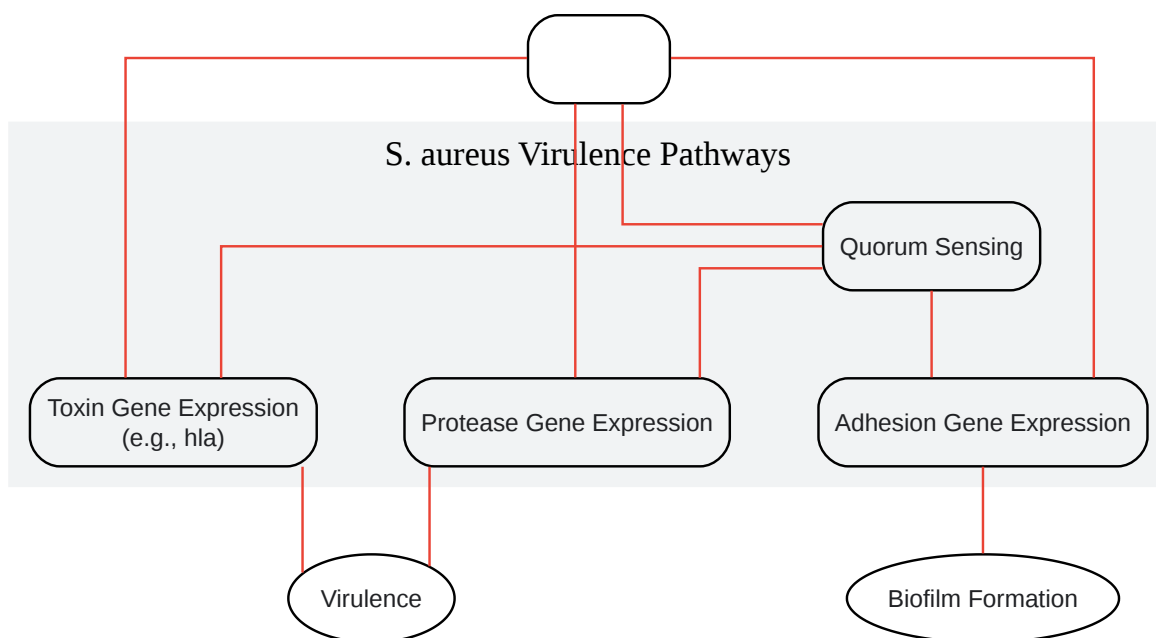 S. aureus Virulence Pathways
Quorum Sensing
Toxin Gene Expression
(e.g., hla)
Protease Gene Expression
Adhesion Gene Expression
Virulence
Biofilm Formation